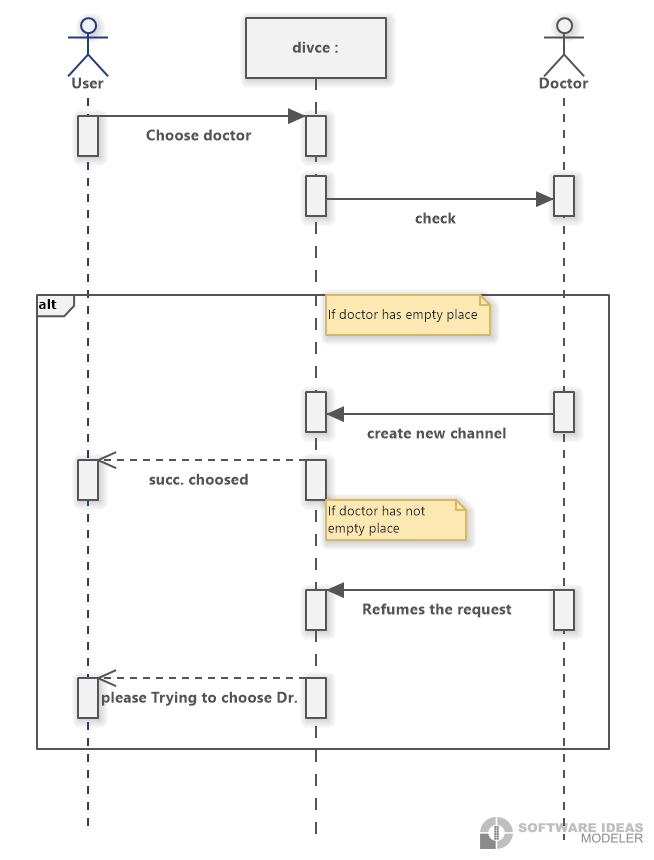 divce :
User
Doctor
Choose doctor
check
alt
If doctor has empty place
create new channel
succ. choosed
If doctor has not
empty place
Refumes the request
please Trying to choose Dr.
SOFTWARE IDEAS
MODELER